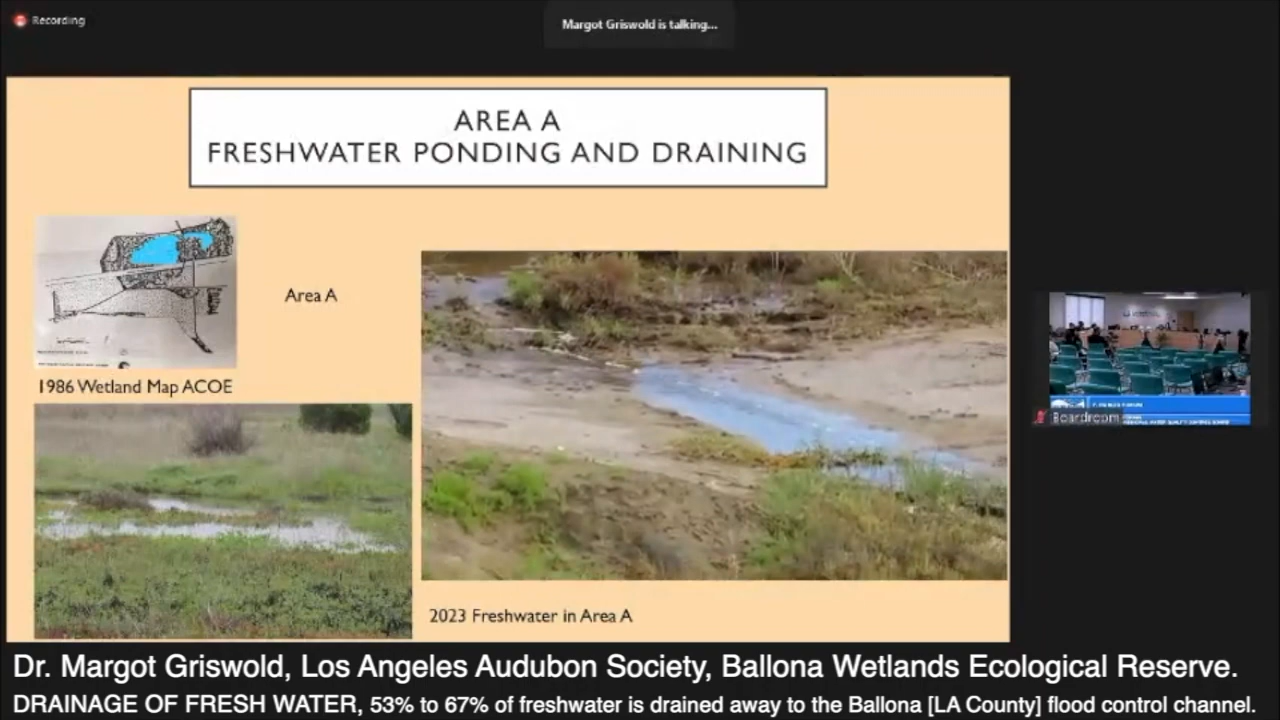 Recording
Margot Griswold is talking...
AREA A
FRESHWATER PONDING AND DRAINING
Area A
1986 Wetland Map ACOE
2023 Freshwater in Area A
Boardroom
Dr. Margot Griswold, Los Angeles Audubon Society, Ballona Wetlands Ecological Reserve.
DRAINAGE OF FRESH WATER, 53% to 67% of freshwater is drained away to the Ballona [LA County] flood control channel.